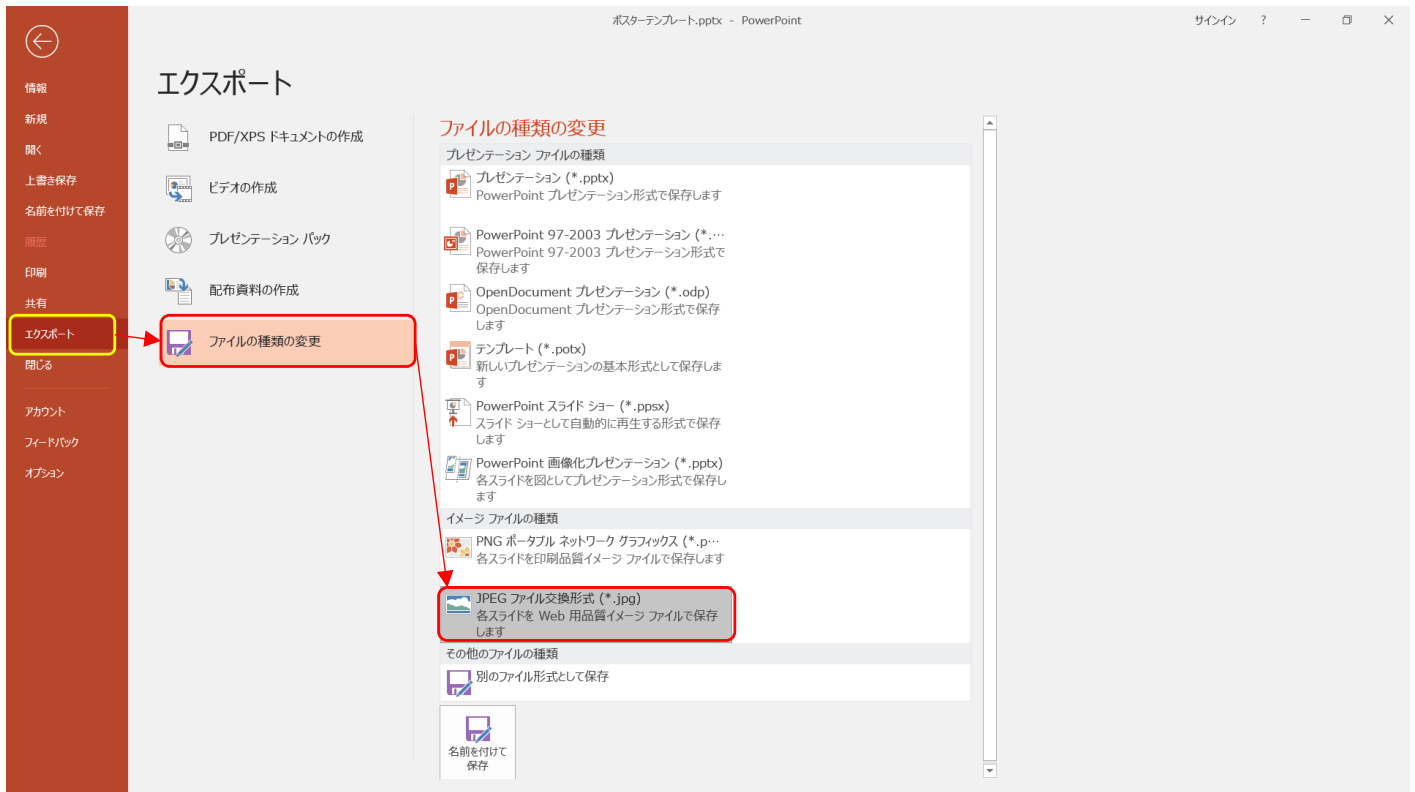 ポスターテンプレート.pptx - PowerPoint
サインイン ?
情報
新規
開く
上書き保存
名前を付けて保存
履歴
印刷
共有
エクスポート
閉じる
アカウント
フィードバック
オプション
エクスポート
PDF/XPS ドキュメントの作成
ビデオの作成
プレゼンテーション パック
配布資料の作成
ファイルの種類の変更
ファイルの種類の変更
プレゼンテーション ファイルの種類
プレゼンテーション (*.pptx)
PowerPoint プレゼンテーション形式で保存します
PowerPoint 97-2003 プレゼンテーション (*.…
PowerPoint 97-2003 プレゼンテーション形式で
保存します
OpenDocument プレゼンテーション (*.odp)
OpenDocument プレゼンテーション形式で保存
します
テンプレート (*.potx)
新しいプレゼンテーションの基本形式として保存しま
す
PowerPoint スライド ショー (*.ppsx)
スライド ショーとして自動的に再生する形式で保存
します
PowerPoint 画像化プレゼンテーション (*.pptx)
各スライドを図としてプレゼンテーション形式で保存し
ます
イメージ ファイルの種類
PNG ポータブル ネットワーク グラフィックス (*.p…
各スライドを印刷品質イメージ ファイルで保存します
JPEG ファイル交換形式 (*.jpg)
各スライドを Web 用品質イメージ ファイルで保存
します
その他のファイルの種類
別のファイル形式として保存
名前を付けて
保存